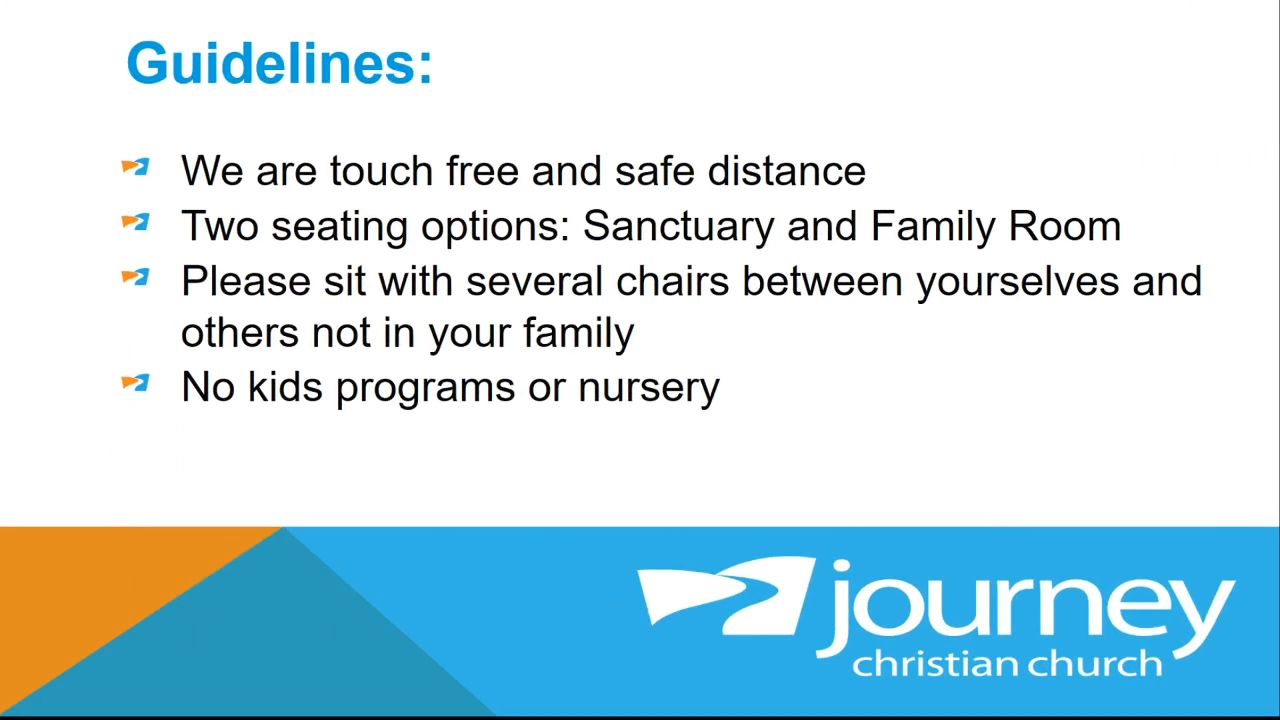 Guidelines:
We are touch free and safe distance
Two seating options: Sanctuary and Family Room
Please sit with several chairs between yourselves and
others not in your family
No kids programs or nursery
journey
christian church